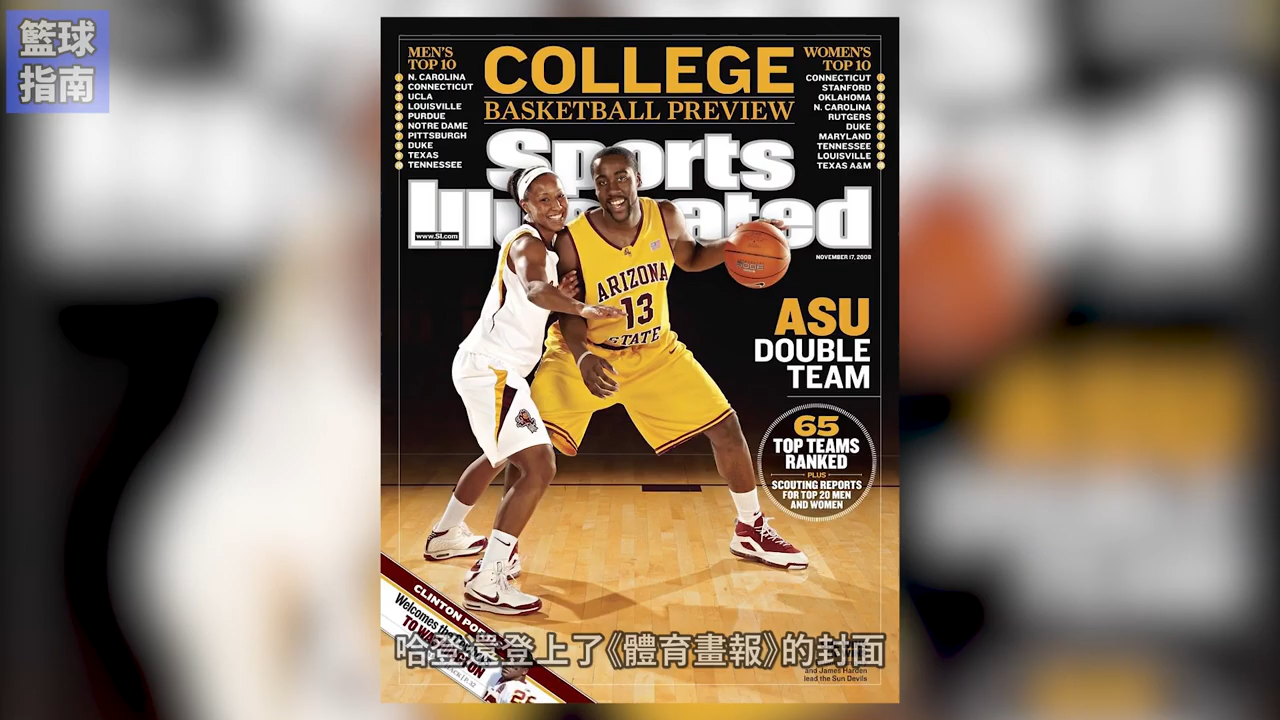 籃球
指南
MEN'S
TOP 10
N. CAROLINA
CONNECTICUT
UCLA
LOUISVILLE
PURDUE
NOTRE DAME
PITTSBURGH
DUKE
TEXAS
TENNESSEE
COLLEGE
BASKETBALL PREVIEW
WOMEN'S
TOP 10
CONNECTICUT
STANFORD
OKLAHOMA
N. CAROLINA
RUTGERS
DUKE
MARYLAND
TENNESSEE
LOUISVILLE
TEXAS A&M
Sports
Illustrated
www.SI.com
NOVEMBER 17, 2008
ARIZONA
13
STATE
ASU
DOUBLE
TEAM
65
TOP TEAMS
RANKED
PLUS
SCOUTING REPORTS
FOR TOP 20 MEN
AND WOMEN
CLINTON
Welcomes
TO
哈登還登上了《體育畫報》的封面
and James Harden
lead the Sun Devils